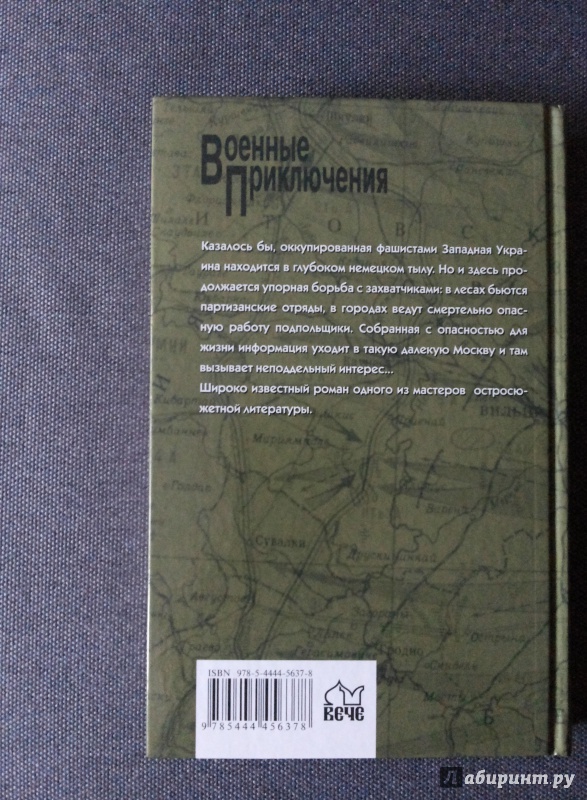 Военные
Приключения
Казалось бы, оккупированная фашистами Западная Укра-
ина находится в глубоком немецком тылу. Но и здесь про-
должается упорная борьба с захватчиками: в лесах бьются
партизанские отряды, в городах ведут смертельно опас-
ную работу подпольщики. Собранная с опасностью для
жизни информация уходит в такую далекую Москву и там
вызывает неподдельный интерес...
Широко известный роман одного из мастеров остросю-
жетной литературы.
Сувалки
ISBN 978-5-4444-5637-8
9 785444 456378
ВЕЧЕ
Лабиринт.ру